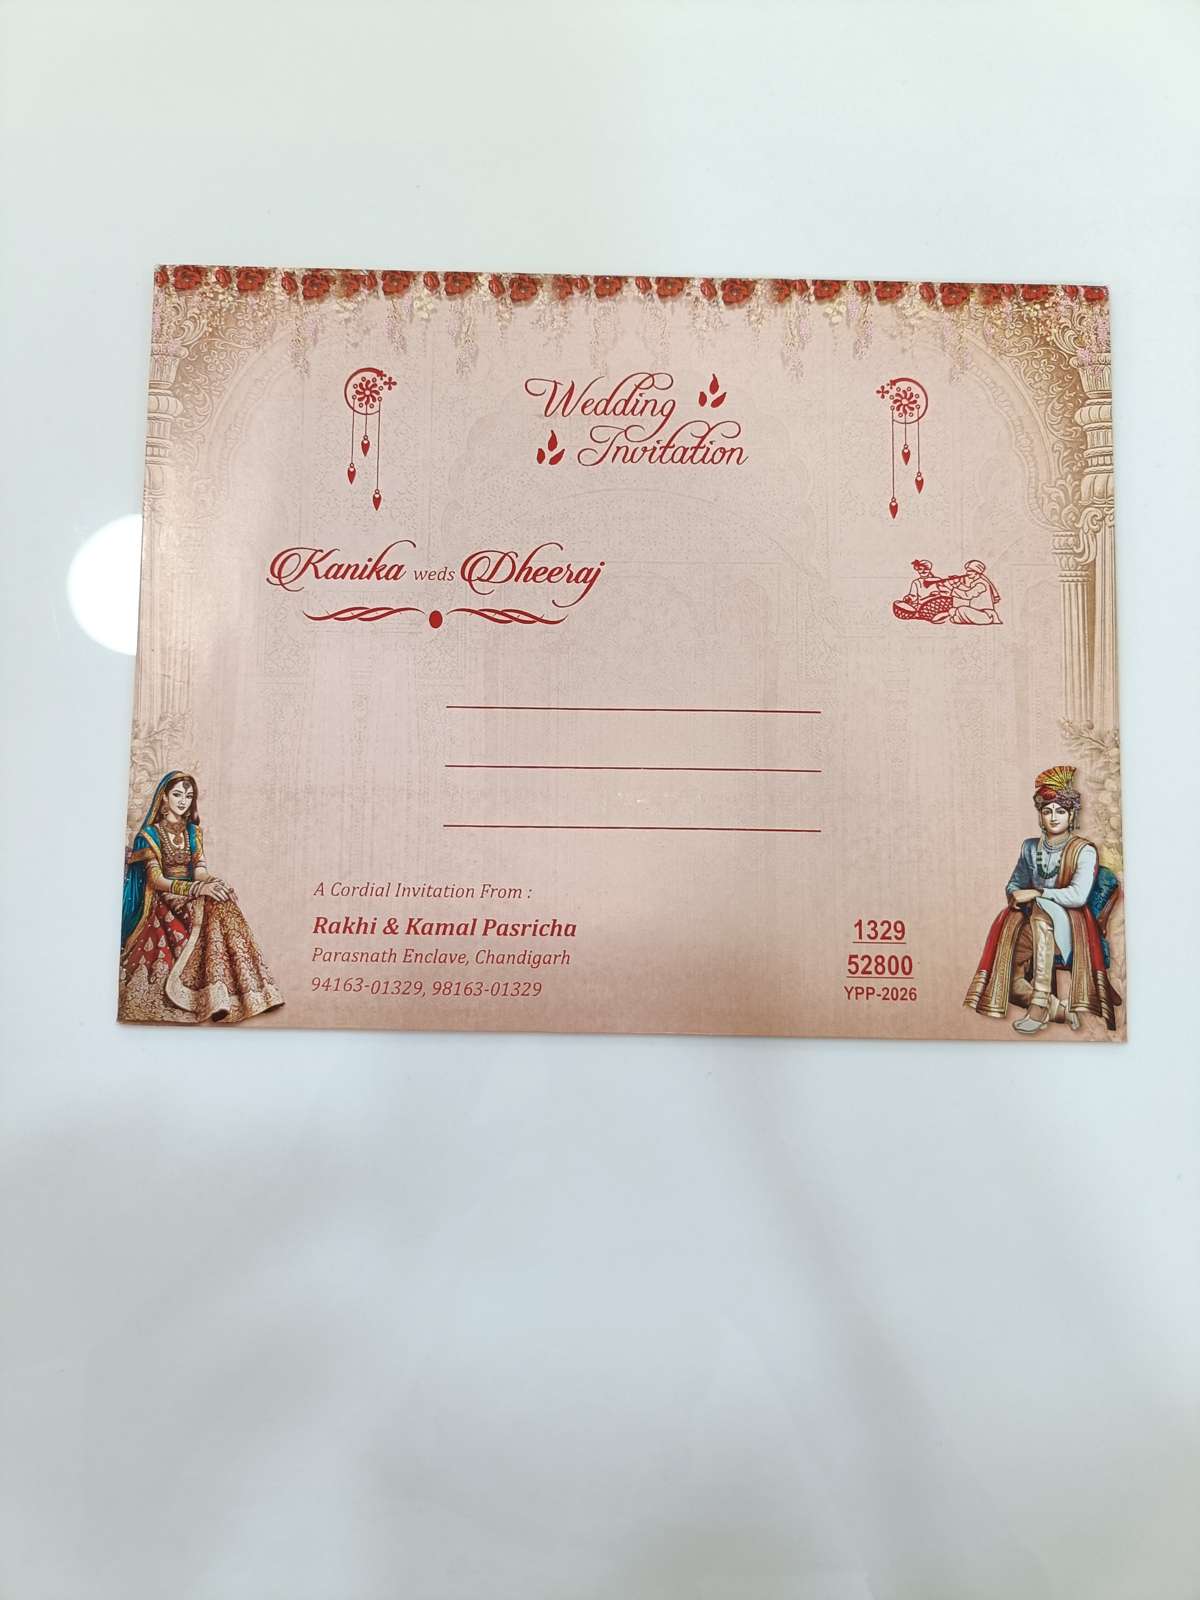 Wedding
Invitation
Kanika weds Dheeraj
A Cordial Invitation From :
Rakhi & Kamal Pasricha
Parasnath Enclave, Chandigarh
94163-01329, 98163-01329
1329
52800
YPP-2026